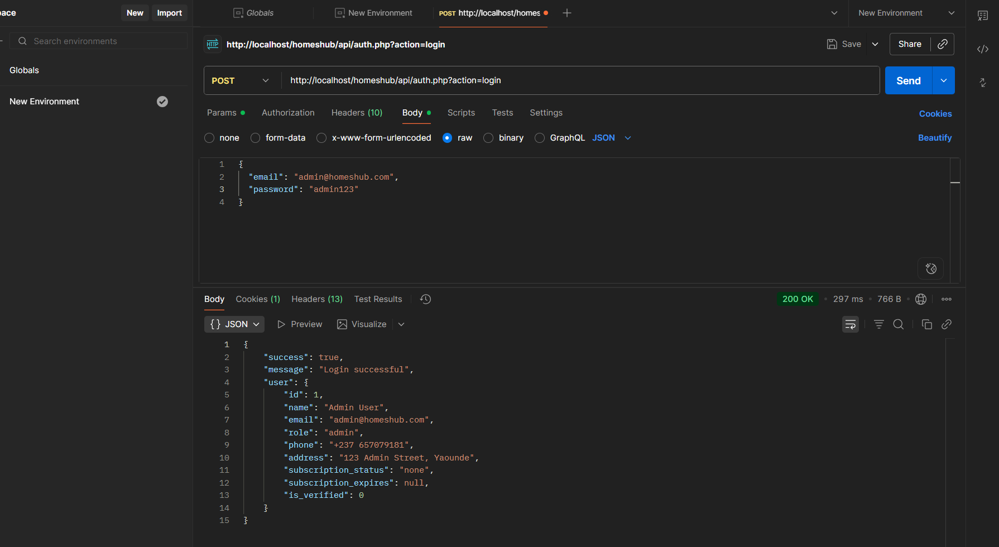 pace
New
Import
Globals
New Environment
POST http://localhost/homes
New Environment
Search environments
Globals
New Environment
HTTP
http://localhost/homeshub/api/auth.php?action=login
Save
Share
POST
http://localhost/homeshub/api/auth.php?action=login
Send
Params
Authorization
Headers (10)
Body
Scripts
Tests
Settings
Cookies
none
form-data
x-www-form-urlencoded
raw
binary
GraphQL
JSON
Beautify
1 {
2 "email": "admin@homeshub.com",
3 "password": "admin123"
4 }
Body
Cookies (1)
Headers (13)
Test Results
200 OK
297 ms
766 B
{} JSON
Preview
Visualize
1 {
2 "success": true,
3 "message": "Login successful",
4 "user": {
5 "id": 1,
6 "name": "Admin User",
7 "email": "admin@homeshub.com",
8 "role": "admin",
9 "phone": "+237 657079181",
10 "address": "123 Admin Street, Yaounde",
11 "subscription_status": "none",
12 "subscription_expires": null,
13 "is_verified": 0
14 }
15 }